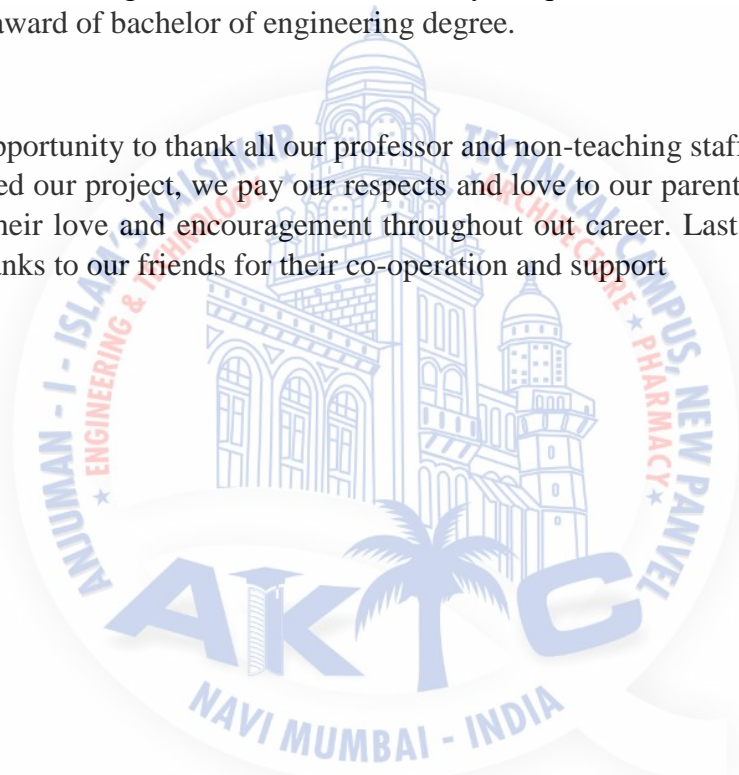 award of bachelor of engineering degree.
pportunity to thank all our professor and non-teaching staff
ed our project, we pay our respects and love to our parent
heir love and encouragement throughout out career. Last
anks to our friends for their co-operation and support
ANJUMAN - I - ISLAM'S KALSEKAR TECHNICAL CAMPUS, NEW PANVEL
★ ENGINEERING & TECHNOLOGY ★ ARCHITECTURE ★ PHARMACY ★
AKTC
NAVI MUMBAI - INDIA